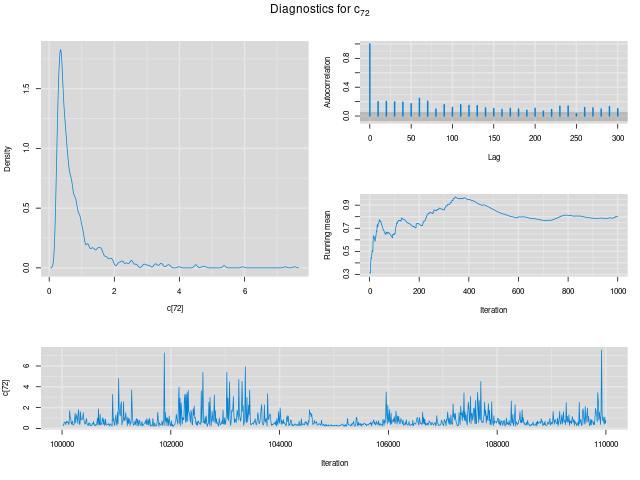 Diagnostics for c72
Density
0.0 0.5 1.0 1.5
0 2 4 6
c[72]
Autocorrelation
0.0 0.4 0.8
0 50 100 150 200 250 300
Lag
Running mean
0.3 0.5 0.7 0.9
0 200 400 600 800 1000
Iteration
c[72]
0 2 4 6
100000 102000 104000 106000 108000 110000
Iteration